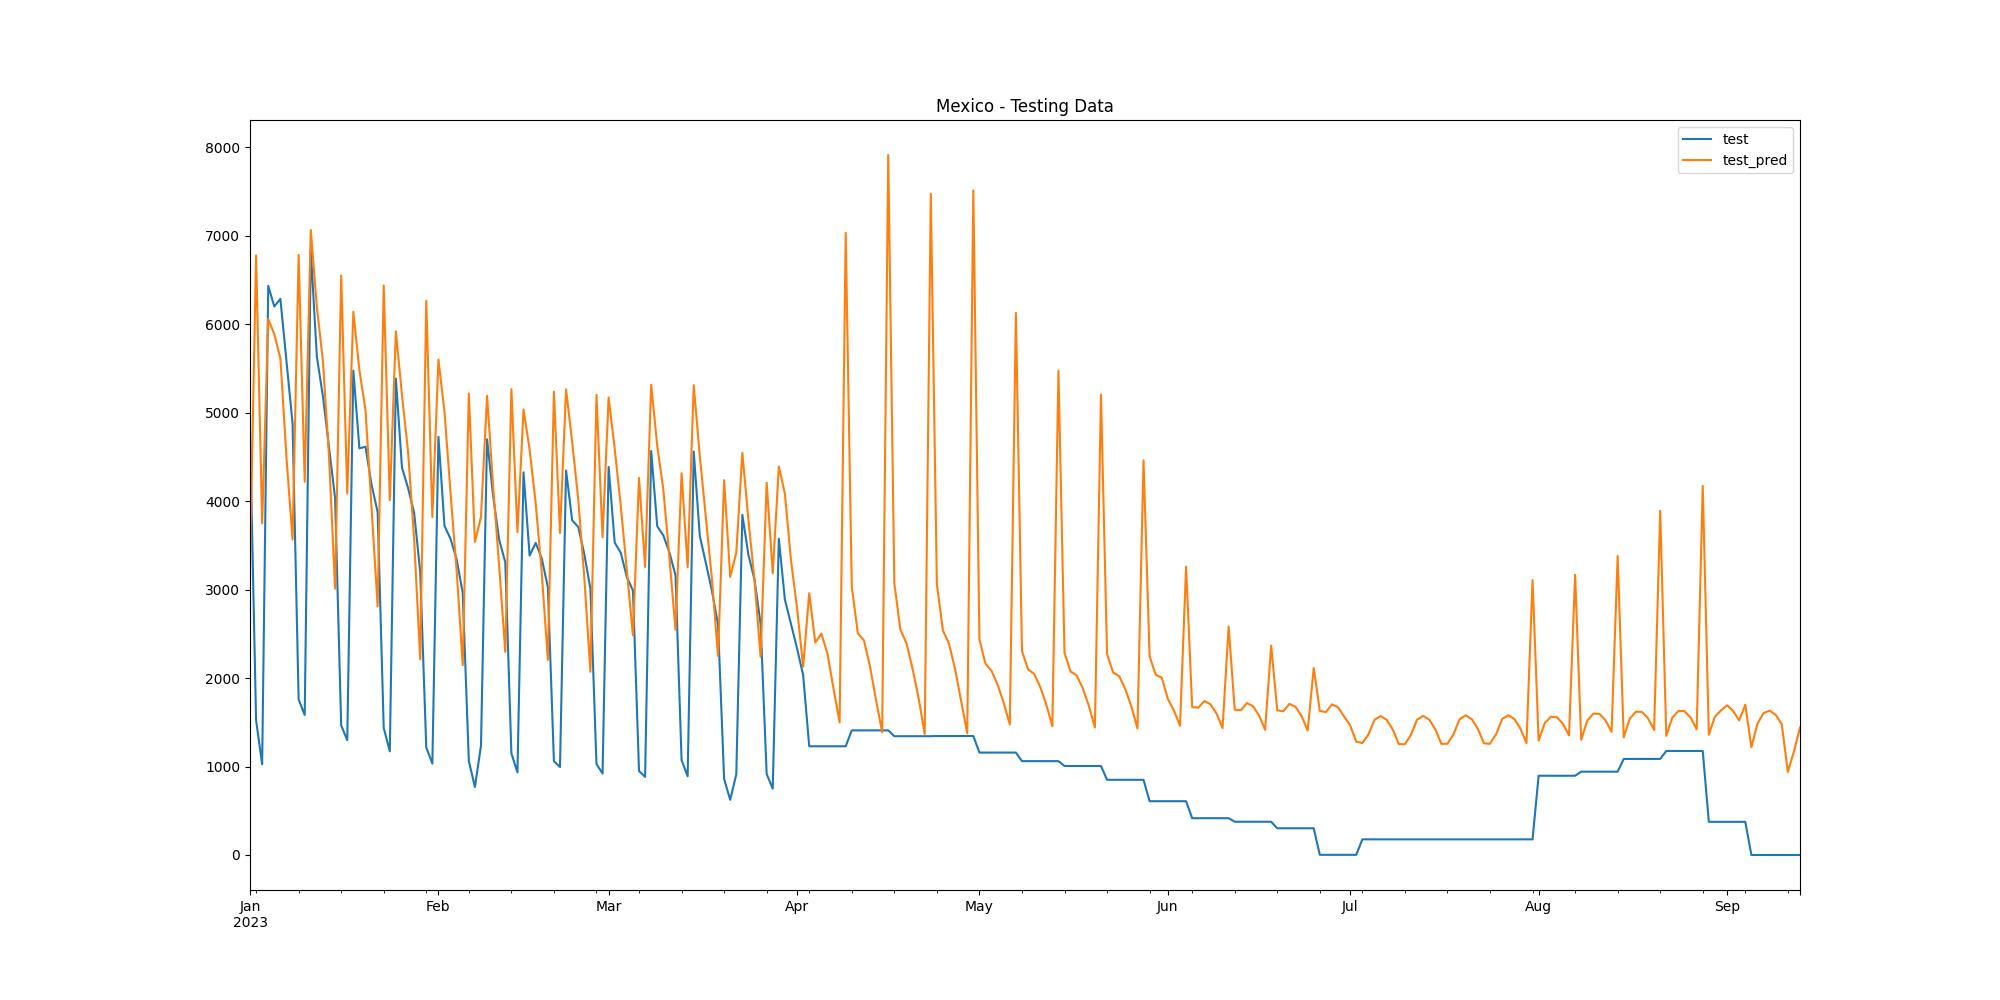 Mexico - Testing Data
test
test_pred
8000
7000
6000
5000
4000
3000
2000
1000
0
Jan Feb Mar Apr May Jun Jul Aug Sep
2023